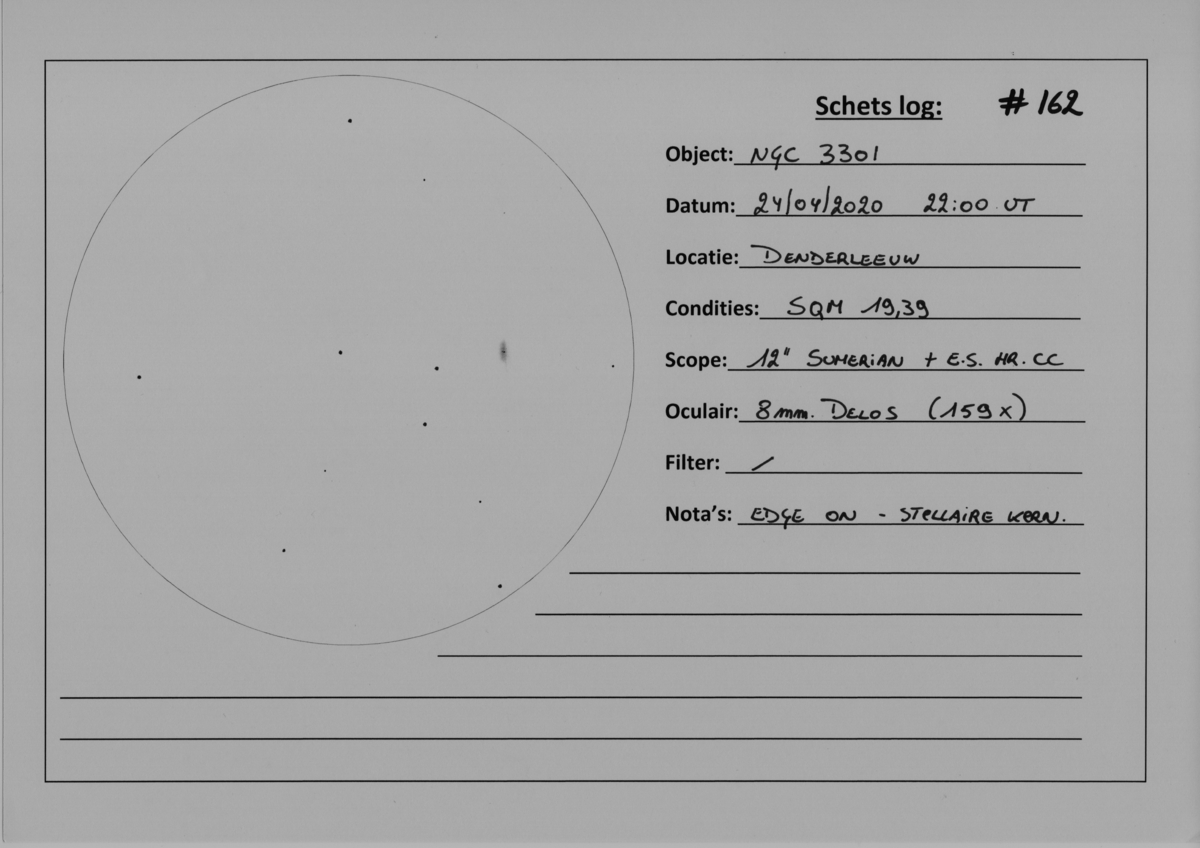 Schets log: # 162
Object: NGC 3301
Datum: 24/04/2020 22:00 UT
Locatie: DENDERLEEUW
Condities: SQM 19,39
Scope: 12" SUMERIAN + E.S. HR. CC
Oculair: 8mm. DELOS (159x)
Filter: /
Nota's: EDGE ON - STELLAIRE KERN.